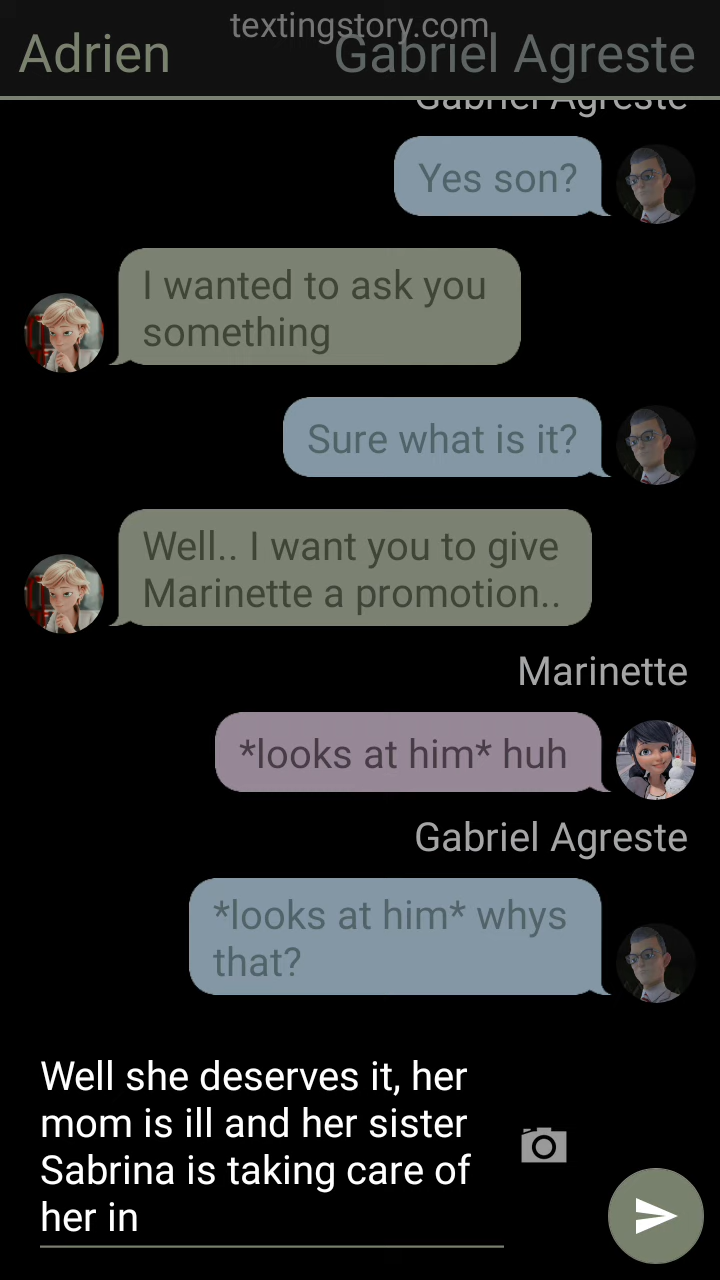 textingstory.com
Adrien
Gabriel Agreste
Gabriel Agreste
Yes son?
I wanted to ask you
something
Sure what is it?
Well.. I want you to give
Marinette a promotion..
Marinette
*looks at him* huh
Gabriel Agreste
*looks at him* whys
that?
Well she deserves it, her
mom is ill and her sister
Sabrina is taking care of
her in